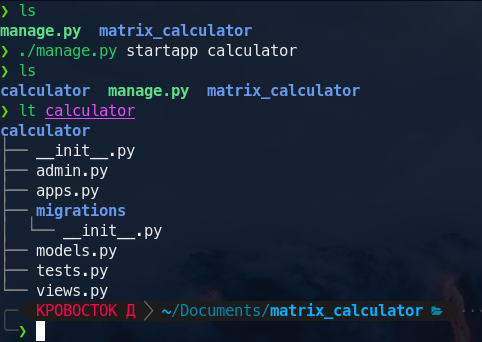 ❯ ls
manage.py  matrix_calculator
❯ ./manage.py startapp calculator
❯ ls
calculator  manage.py  matrix_calculator
❯ lt calculator
calculator
├── __init__.py
├── admin.py
├── apps.py
├── migrations
│   └── __init__.py
├── models.py
├── tests.py
└── views.py
КРОВОСТОК Д  ~/Documents/matrix_calculator
❯